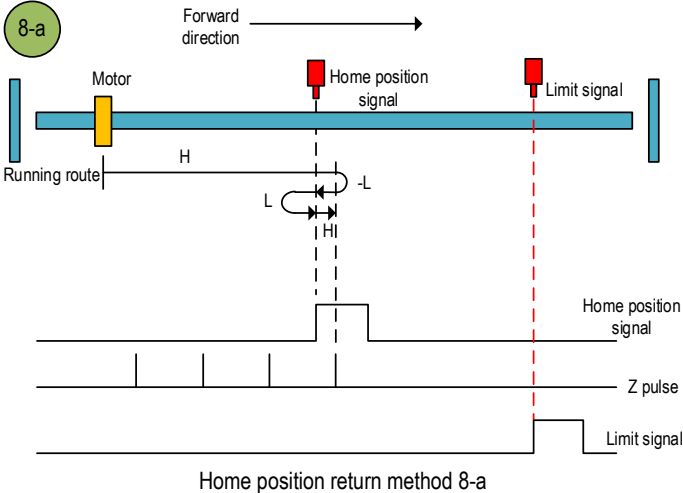 8-a
Forward
direction
Motor
Home position
signal
Limit signal
H
Running route
-L
L
H
Home position
signal
Z pulse
Limit signal
Home position return method 8-a